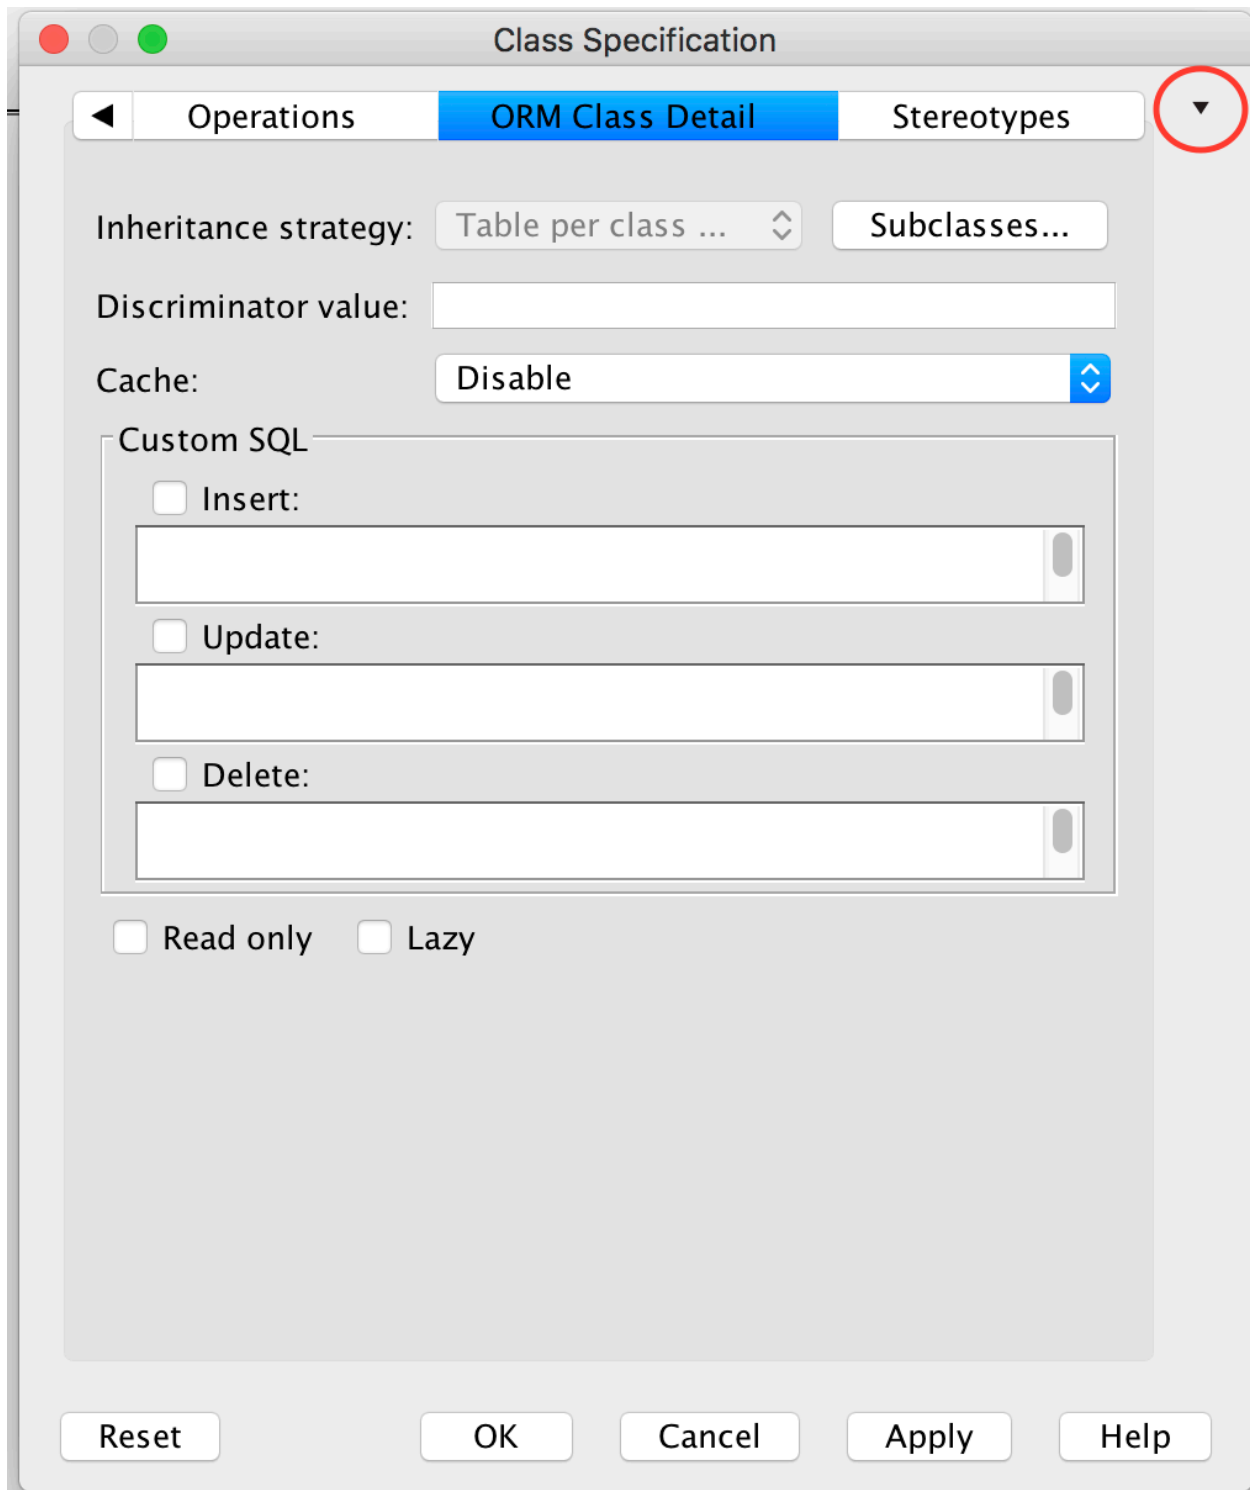 Class Specification
Operations ORM Class Detail Stereotypes
Inheritance strategy: Table per class ... Subclasses...
Discriminator value:
Cache: Disable
Custom SQL
Insert:
Update:
Delete:
Read only Lazy
Reset OK Cancel Apply Help